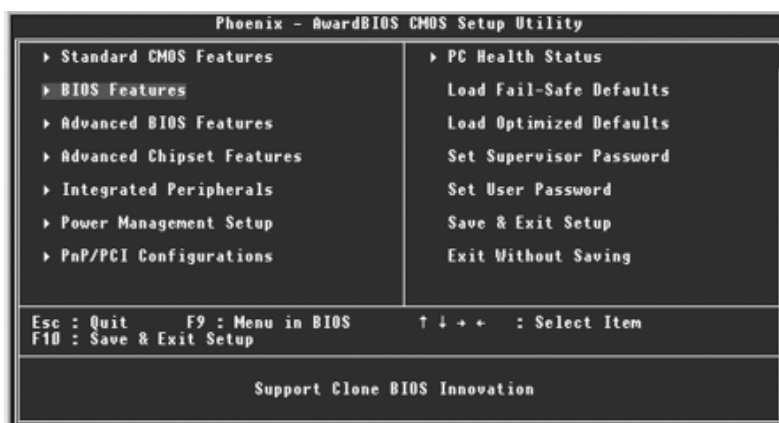 Phoenix - AwardBIOS CMOS Setup Utility
▸ Standard CMOS Features
▸ BIOS Features
▸ Advanced BIOS Features
▸ Advanced Chipset Features
▸ Integrated Peripherals
▸ Power Management Setup
▸ PnP/PCI Configurations
▸ PC Health Status
Load Fail-Safe Defaults
Load Optimized Defaults
Set Supervisor Password
Set User Password
Save & Exit Setup
Exit Without Saving
Esc : Quit F9 : Menu in BIOS ↑ ↓ → ← : Select Item
F10 : Save & Exit Setup
Support Clone BIOS Innovation